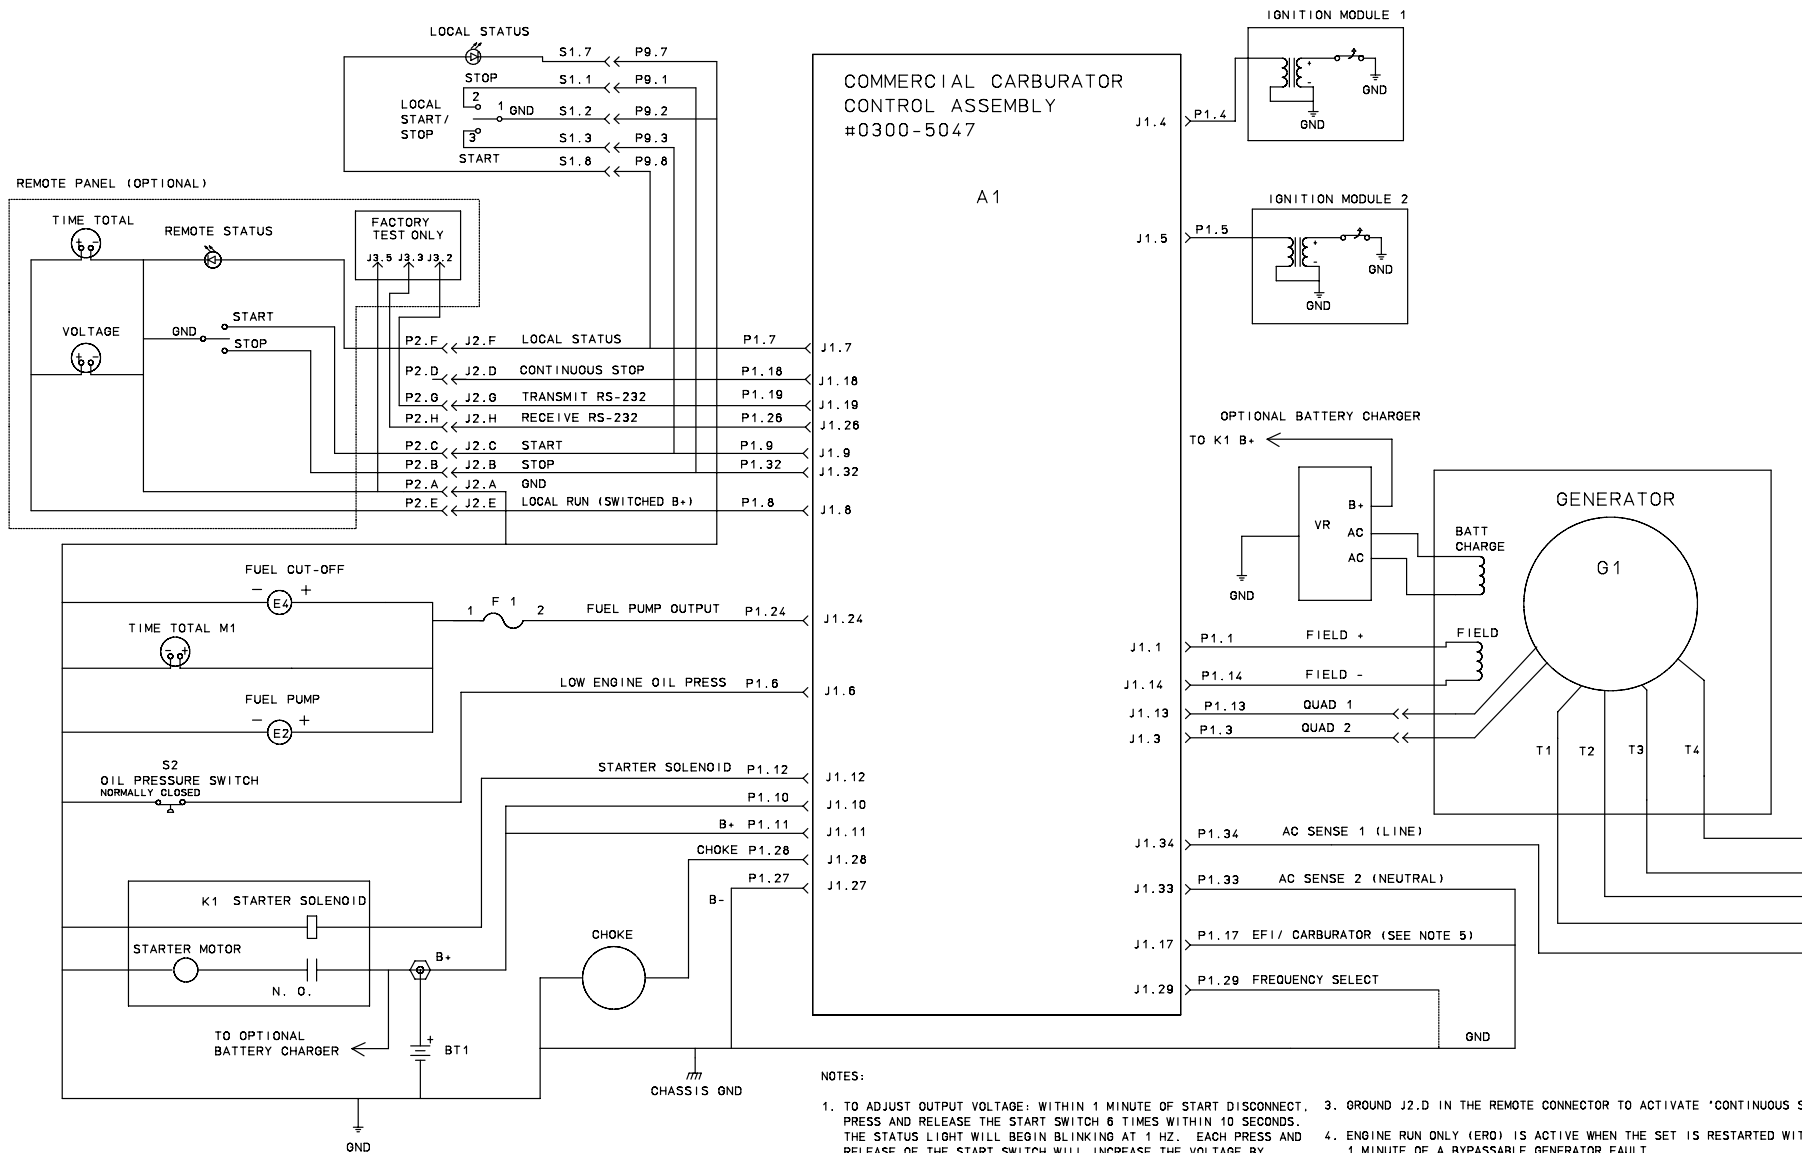 IGNITION MODULE 1
LOCAL STATUS
S1.7 P9.7
STOP
S1.1 P9.1
LOCAL
START/
STOP
2
1
GND
3
S1.2 P9.2
S1.3 P9.3
START
S1.8 P9.8
COMMERCIAL CARBURATOR
CONTROL ASSEMBLY
#0300-5047
A1
J1.4
P1.4
+
-
GND
GND
IGNITION MODULE 2
J1.5
P1.5
+
-
GND
GND
REMOTE PANEL (OPTIONAL)
TIME TOTAL
+ -
REMOTE STATUS
FACTORY
TEST ONLY
J3.5 J3.3 J3.2
VOLTAGE
+ -
GND
START
STOP
P2.F J2.F LOCAL STATUS P1.7 J1.7
P2.D J2.D CONTINUOUS STOP P1.18 J1.18
P2.G J2.G TRANSMIT RS-232 P1.19 J1.19
P2.H J2.H RECEIVE RS-232 P1.26 J1.26
P2.C J2.C START P1.9 J1.9
P2.B J2.B STOP P1.32 J1.32
P2.A J2.A GND
P2.E J2.E LOCAL RUN (SWITCHED B+) P1.8 J1.8
OPTIONAL BATTERY CHARGER
TO K1 B+
VR
B+
AC
AC
GND
BATT
CHARGE
GENERATOR
G1
FUEL CUT-OFF
- E4 +
F 1
1 2
FUEL PUMP OUTPUT P1.24 J1.24
TIME TOTAL M1
- +
LOW ENGINE OIL PRESS P1.6 J1.6
FUEL PUMP
- E2 +
S2
OIL PRESSURE SWITCH
NORMALLY CLOSED
J1.1 P1.1 FIELD + FIELD
J1.14 P1.14 FIELD -
J1.13 P1.13 QUAD 1
J1.3 P1.3 QUAD 2
T1 T2 T3 T4
STARTER SOLENOID P1.12 J1.12
P1.10 J1.10
B+ P1.11 J1.11
CHOKE P1.28 J1.28
P1.27 J1.27
B-
J1.34 P1.34 AC SENSE 1 (LINE)
J1.33 P1.33 AC SENSE 2 (NEUTRAL)
J1.17 P1.17 EFI/ CARBURATOR (SEE NOTE 5)
J1.29 P1.29 FREQUENCY SELECT
GND
K1 STARTER SOLENOID
STARTER MOTOR
N. O.
B+
CHOKE
TO OPTIONAL
BATTERY CHARGER
+
BT1
CHASSIS GND
GND
NOTES:
1. TO ADJUST OUTPUT VOLTAGE: WITHIN 1 MINUTE OF START DISCONNECT,
PRESS AND RELEASE THE START SWITCH 6 TIMES WITHIN 10 SECONDS.
THE STATUS LIGHT WILL BEGIN BLINKING AT 1 HZ. EACH PRESS AND
RELEASE OF THE START SWITCH WILL INCREASE THE VOLTAGE BY
3. GROUND J2.D IN THE REMOTE CONNECTOR TO ACTIVATE "CONTINUOUS S
4. ENGINE RUN ONLY (ERO) IS ACTIVE WHEN THE SET IS RESTARTED WIT
1 MINUTE OF A BYPASSABLE GENERATOR FAULT